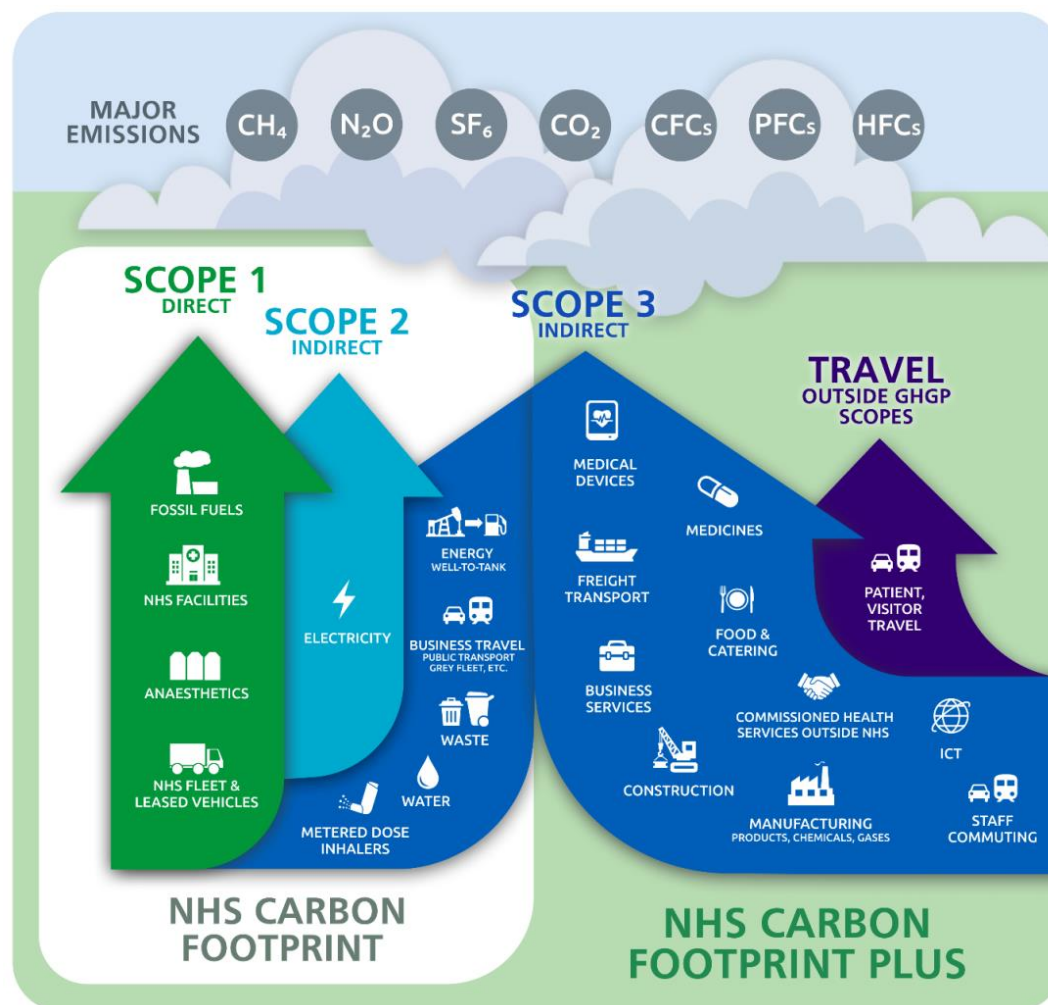 MAJOR
EMISSIONS
CH₄
N₂O
SF₆
CO₂
CFCs
PFCs
HFCs
SCOPE 1
DIRECT
SCOPE 2
INDIRECT
SCOPE 3
INDIRECT
TRAVEL
OUTSIDE GHGP
SCOPES
FOSSIL FUELS
NHS FACILITIES
ANAESTHETICS
NHS FLEET &
LEASED VEHICLES
ELECTRICITY
ENERGY
WELL-TO-TANK
BUSINESS TRAVEL
PUBLIC TRANSPORT
GREY FLEET, ETC.
WASTE
WATER
METERED DOSE
INHALERS
MEDICAL
DEVICES
MEDICINES
FREIGHT
TRANSPORT
FOOD &
CATERING
BUSINESS
SERVICES
COMMISSIONED HEALTH
SERVICES OUTSIDE NHS
CONSTRUCTION
MANUFACTURING
PRODUCTS, CHEMICALS, GASES
ICT
STAFF
COMMUTING
PATIENT,
VISITOR
TRAVEL
NHS CARBON
FOOTPRINT
NHS CARBON
FOOTPRINT PLUS